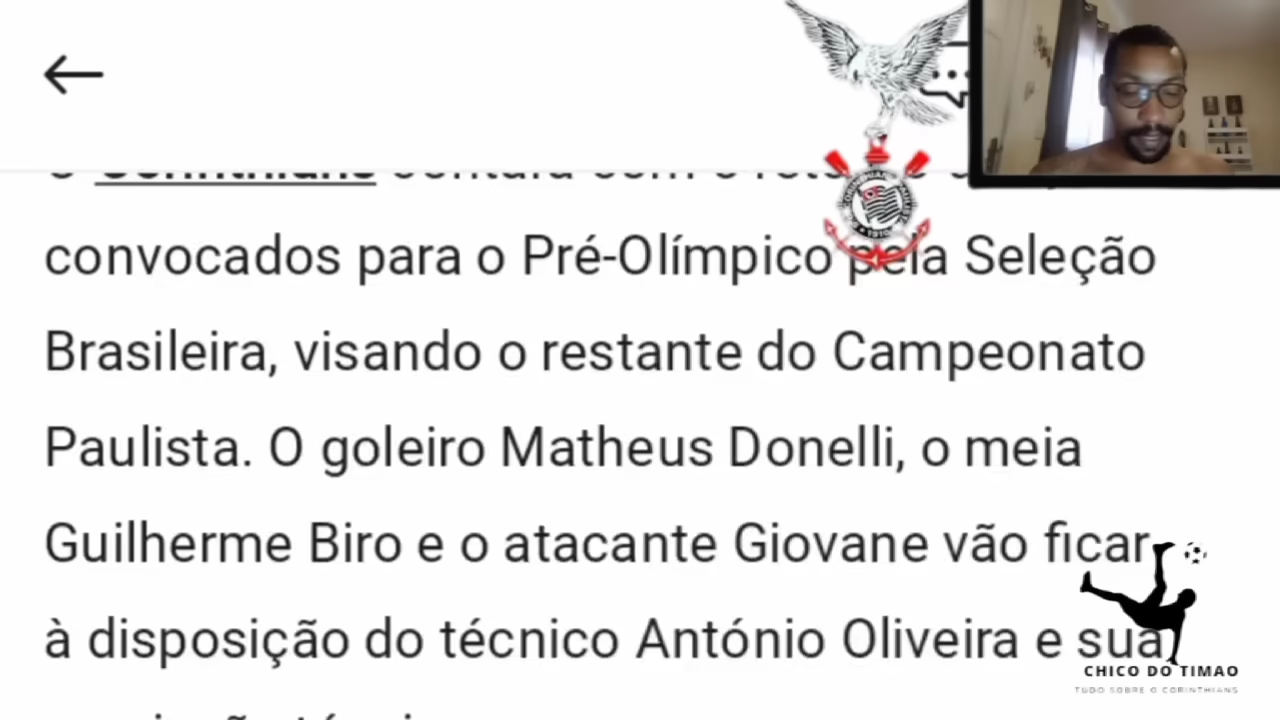 Corinthians
convocados para o Pré-Olímpico pela Seleção
Brasileira, visando o restante do Campeonato
Paulista. O goleiro Matheus Donelli, o meia
Guilherme Biro e o atacante Giovane vão ficar
à disposição do técnico António Oliveira e sua
CHICO DO TIMAO
TUDO SOBRE O CORINTHIANS